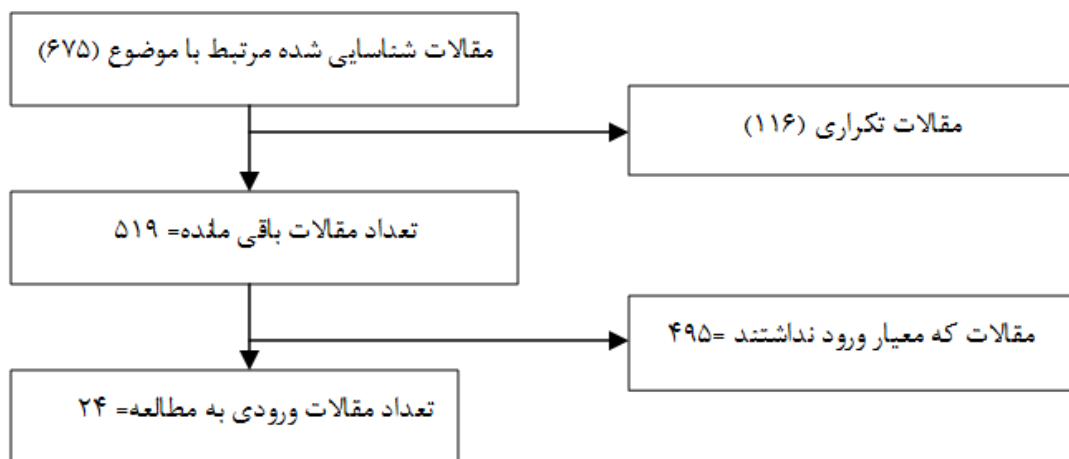 مقالات شناسایی شده مرتبط با موضوع (۶۷۵)
مقالات تکراری (۱۱۶)
تعداد مقالات باقی مانده= ۵۱۹
مقالات که معیار ورود نداشتند =۴۹۵
تعداد مقالات ورودی به مطالعه= ۲۴